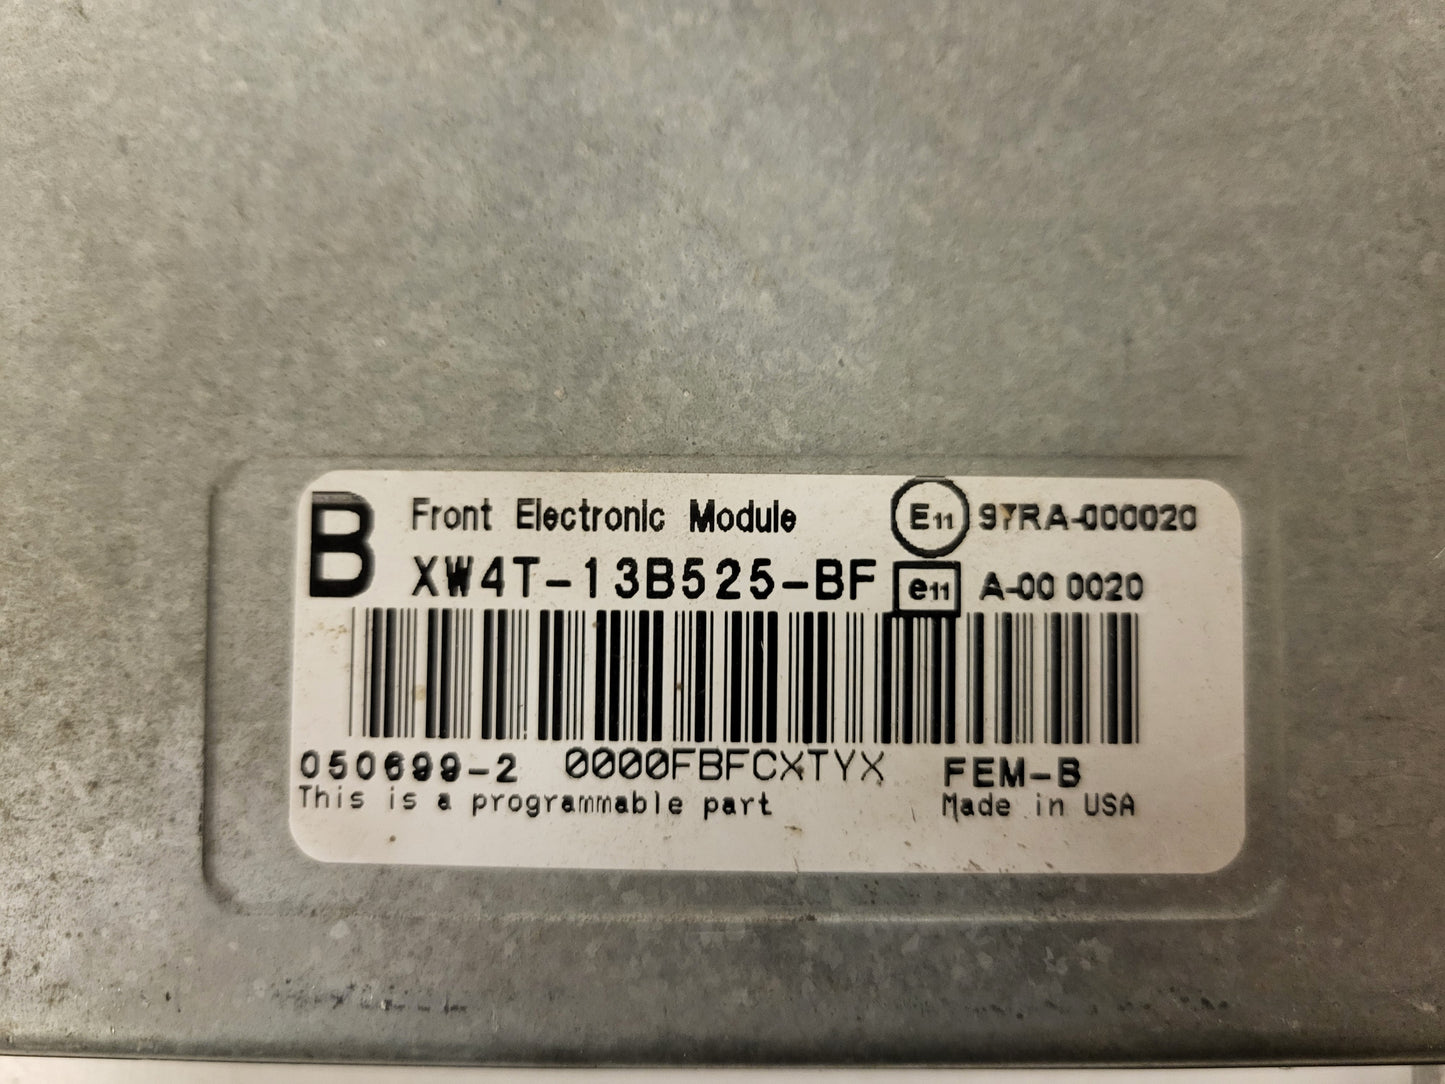 B Front Electronic Module E11 97RA-000020
XW4T-13B525-BF e11 A-00 0020
050699-2 0000FBFCXTYX FEM-B
This is a programmable part Made in USA